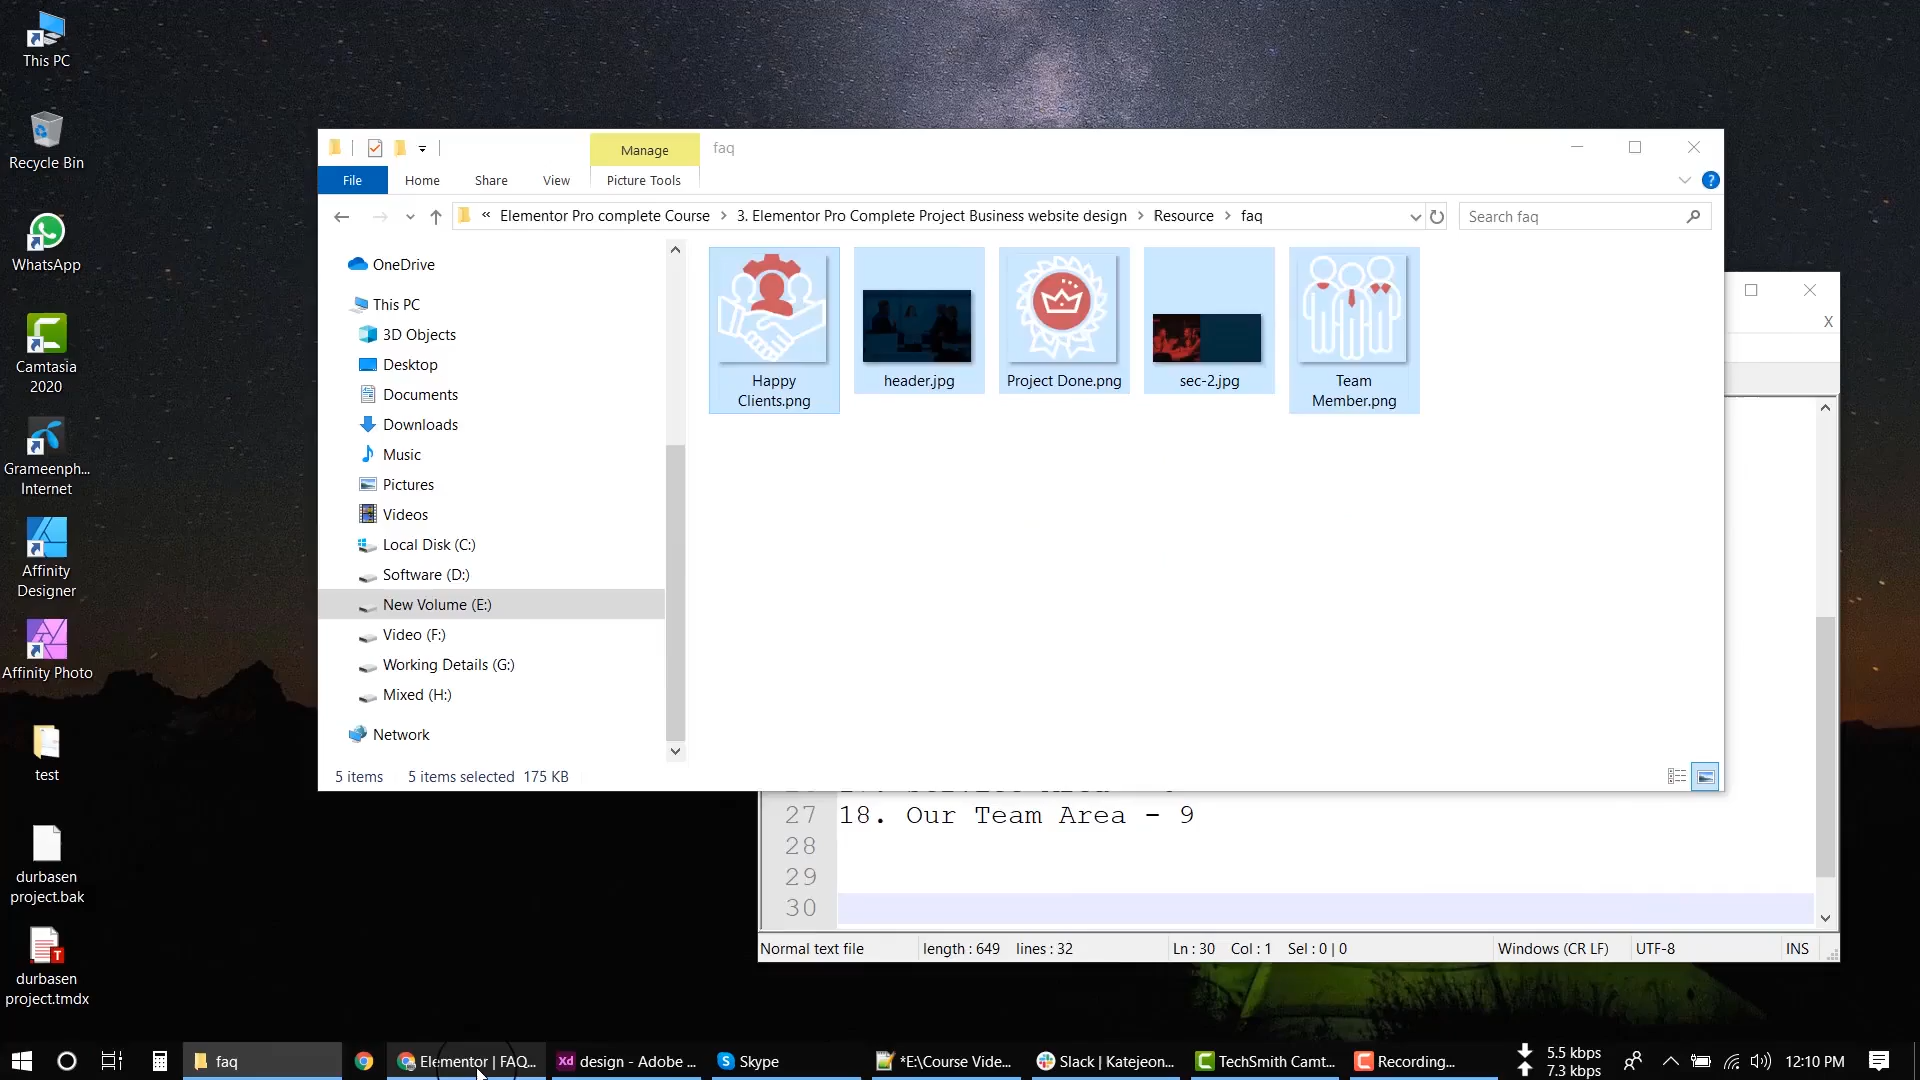 This PC
Recycle Bin
WhatsApp
Camtasia
2020
Grameenph...
Internet
Affinity
Designer
Affinity Photo
test
durbasen
project.bak
durbasen
project.tmdx
Manage
faq
File
Home
Share
View
Picture Tools
« Elementor Pro complete Course > 3. Elementor Pro Complete Project Business website design > Resource > faq
Search faq
OneDrive
This PC
3D Objects
Desktop
Documents
Downloads
Music
Pictures
Videos
Local Disk (C:)
Software (D:)
New Volume (E:)
Video (F:)
Working Details (G:)
Mixed (H:)
Network
Happy
Clients.png
header.jpg
Project Done.png
sec-2.jpg
Team
Member.png
5 items 5 items selected 175 KB
X
27 18. Our Team Area - 9
28
29
30
Normal text file length : 649 lines : 32 Ln : 30 Col : 1 Sel : 0 | 0 Windows (CR LF) UTF-8 INS
faq
Elementor | FAQ...
Xd design - Adobe ...
Skype
*E:\Course Vide...
Slack | Katejeon...
TechSmith Camt...
Recording...
5.5 kbps
7.3 kbps
12:10 PM